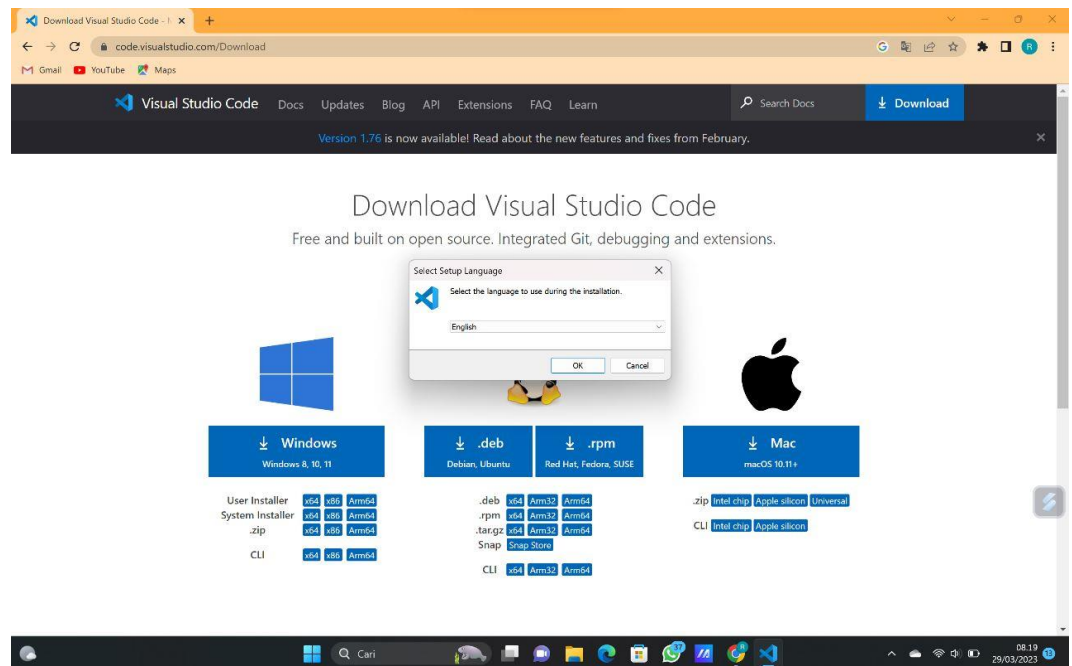 Download Visual Studio Code -
code.visualstudio.com/Download
Gmail YouTube Maps
Visual Studio Code Docs Updates Blog API Extensions FAQ Learn Search Docs Download
Version 1.76 is now available! Read about the new features and fixes from February.
Download Visual Studio Code
Free and built on open source. Integrated Git, debugging and extensions.
Select Setup Language
Select the language to use during the installation.
English
OK Cancel
Windows
Windows 8, 10, 11
User Installer x64 x86 Arm64
System Installer x64 x86 Arm64
.zip x64 x86 Arm64
CLI x64 x86 Arm64
.deb
Debian, Ubuntu
.rpm
Red Hat, Fedora, SUSE
.deb x64 Arm32 Arm64
.rpm x64 Arm32 Arm64
.tar.gz x64 Arm32 Arm64
Snap Snap Store
CLI x64 Arm32 Arm64
Mac
macOS 10.11+
.zip Intel chip Apple silicon Universal
CLI Intel chip Apple silicon
Cari
08.19
29/03/2023